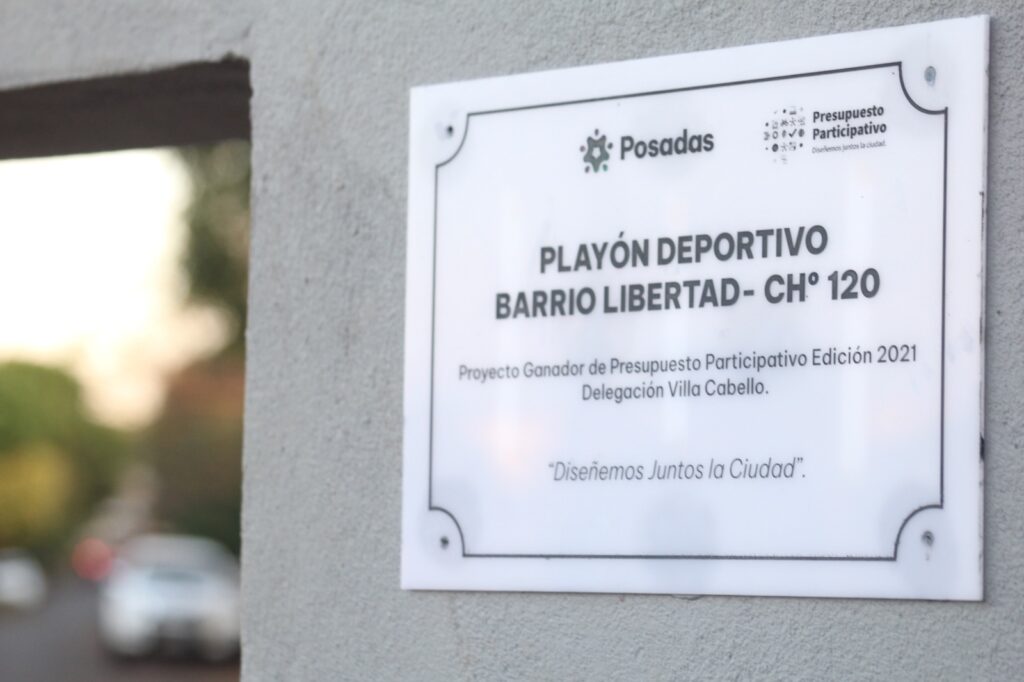 Posadas
Presupuesto
Participativo
Diseñemos juntos la ciudad.
PLAYÓN DEPORTIVO
BARRIO LIBERTAD- CHº 120
Proyecto Ganador de Presupuesto Participativo Edición 2021
Delegación Villa Cabello.
“Diseñemos Juntos la Ciudad”.